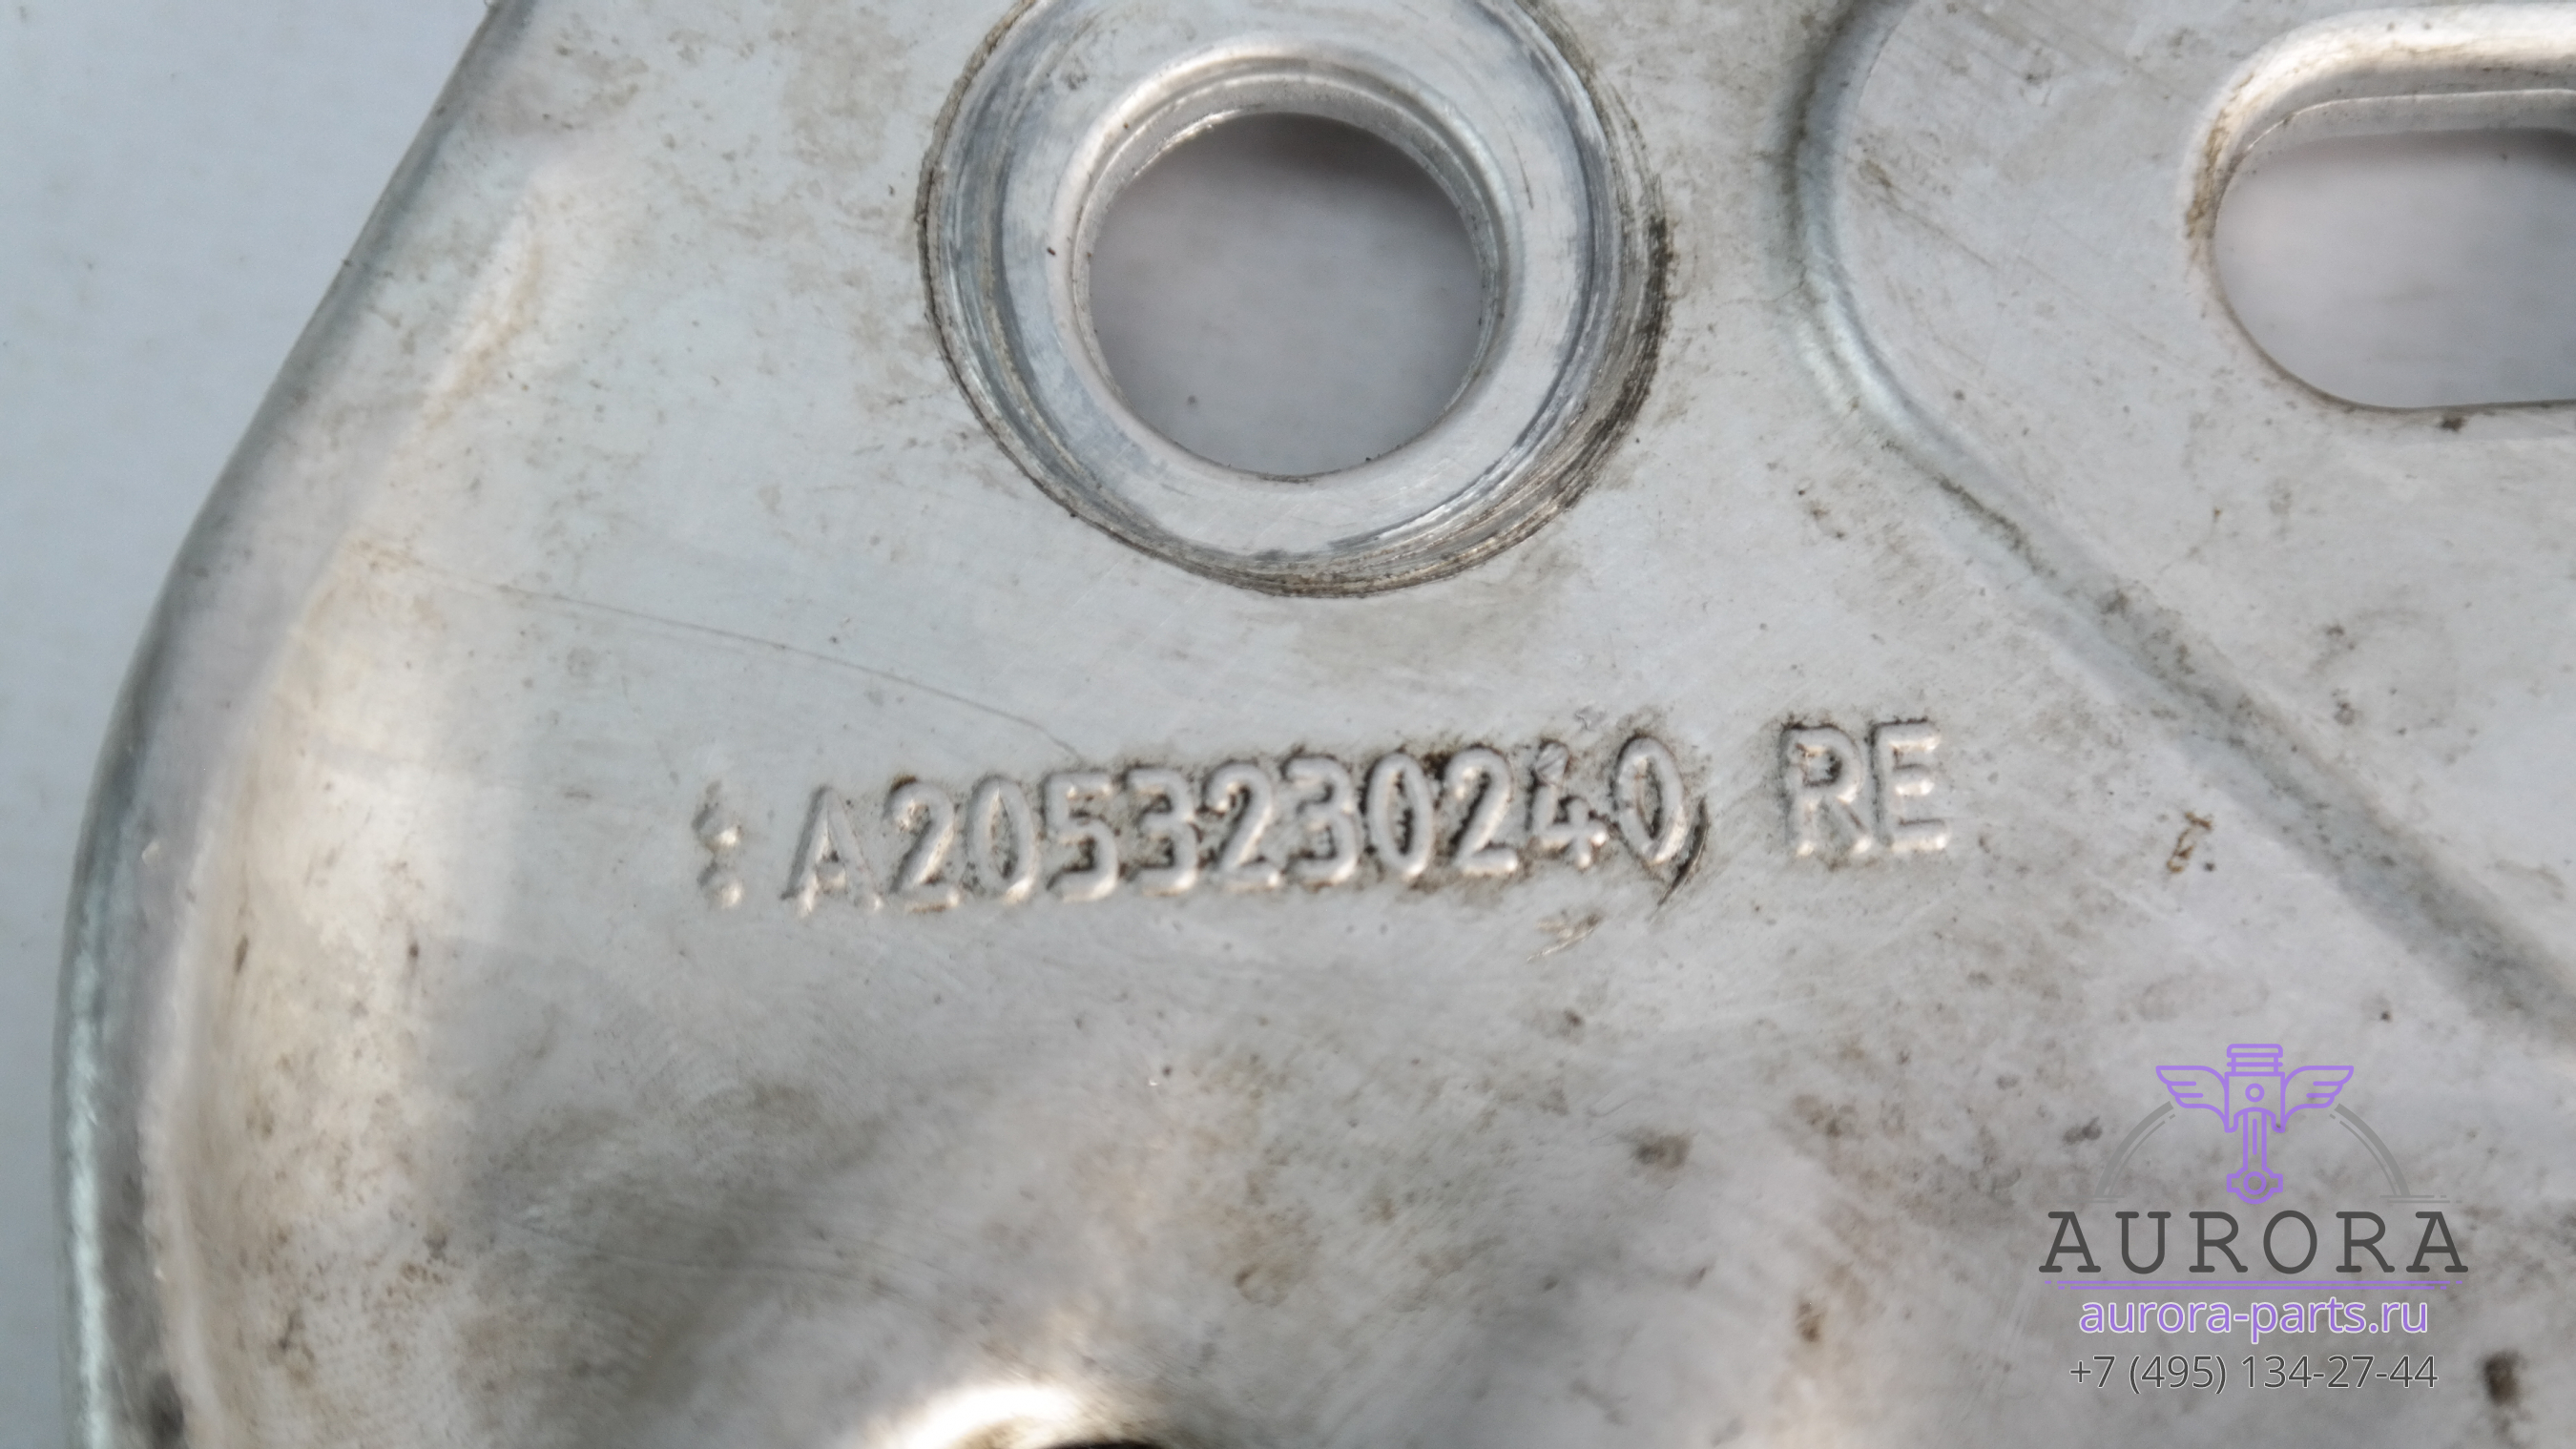 : A2053230240 RE
AURORA
aurora-parts.ru
+7 (495) 134-27-44